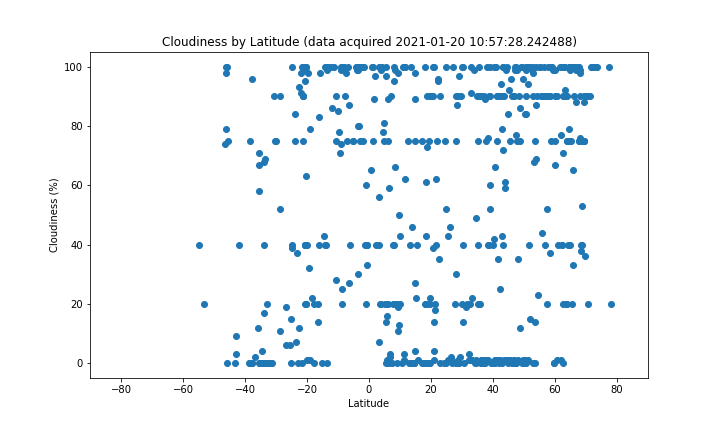 Cloudiness by Latitude (data acquired 2021-01-20 10:57:28.242488)
Cloudiness (%)
100
80
60
40
20
0
−80 −60 −40 −20 0 20 40 60 80
Latitude